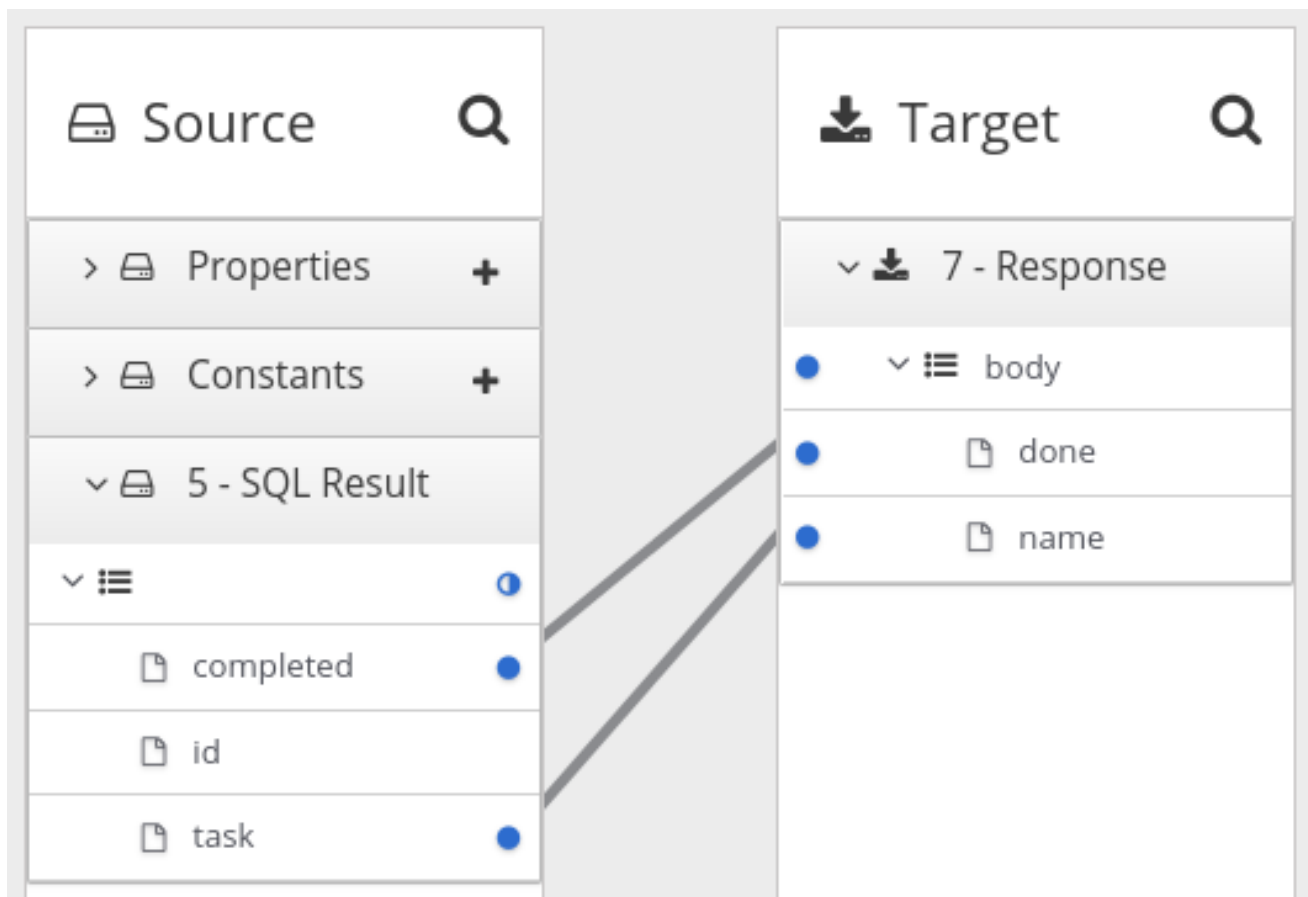 Source
Properties
Constants
5 - SQL Result
completed
id
task
Target
7 - Response
body
done
name